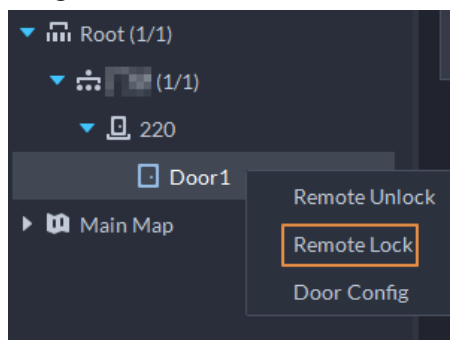 Root (1/1)
(1/1)
220
Door1
Main Map
Remote Unlock
Remote Lock
Door Config